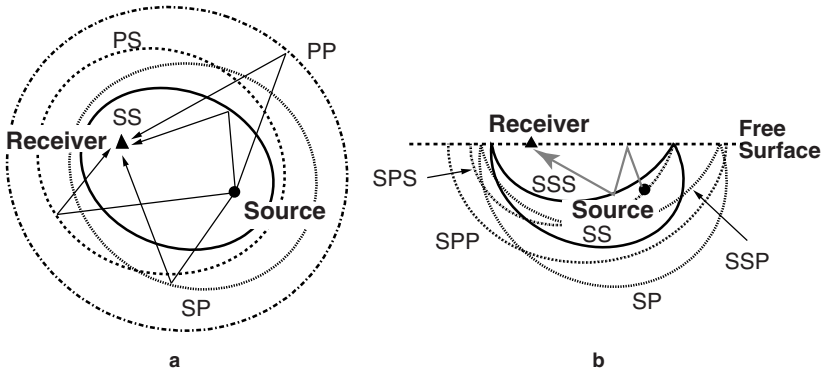 PS
PP
SS
Receiver
Source
SP
a
Receiver
Free
Surface
SPS
SSS
Source
SS
SPP
SSP
SP
b